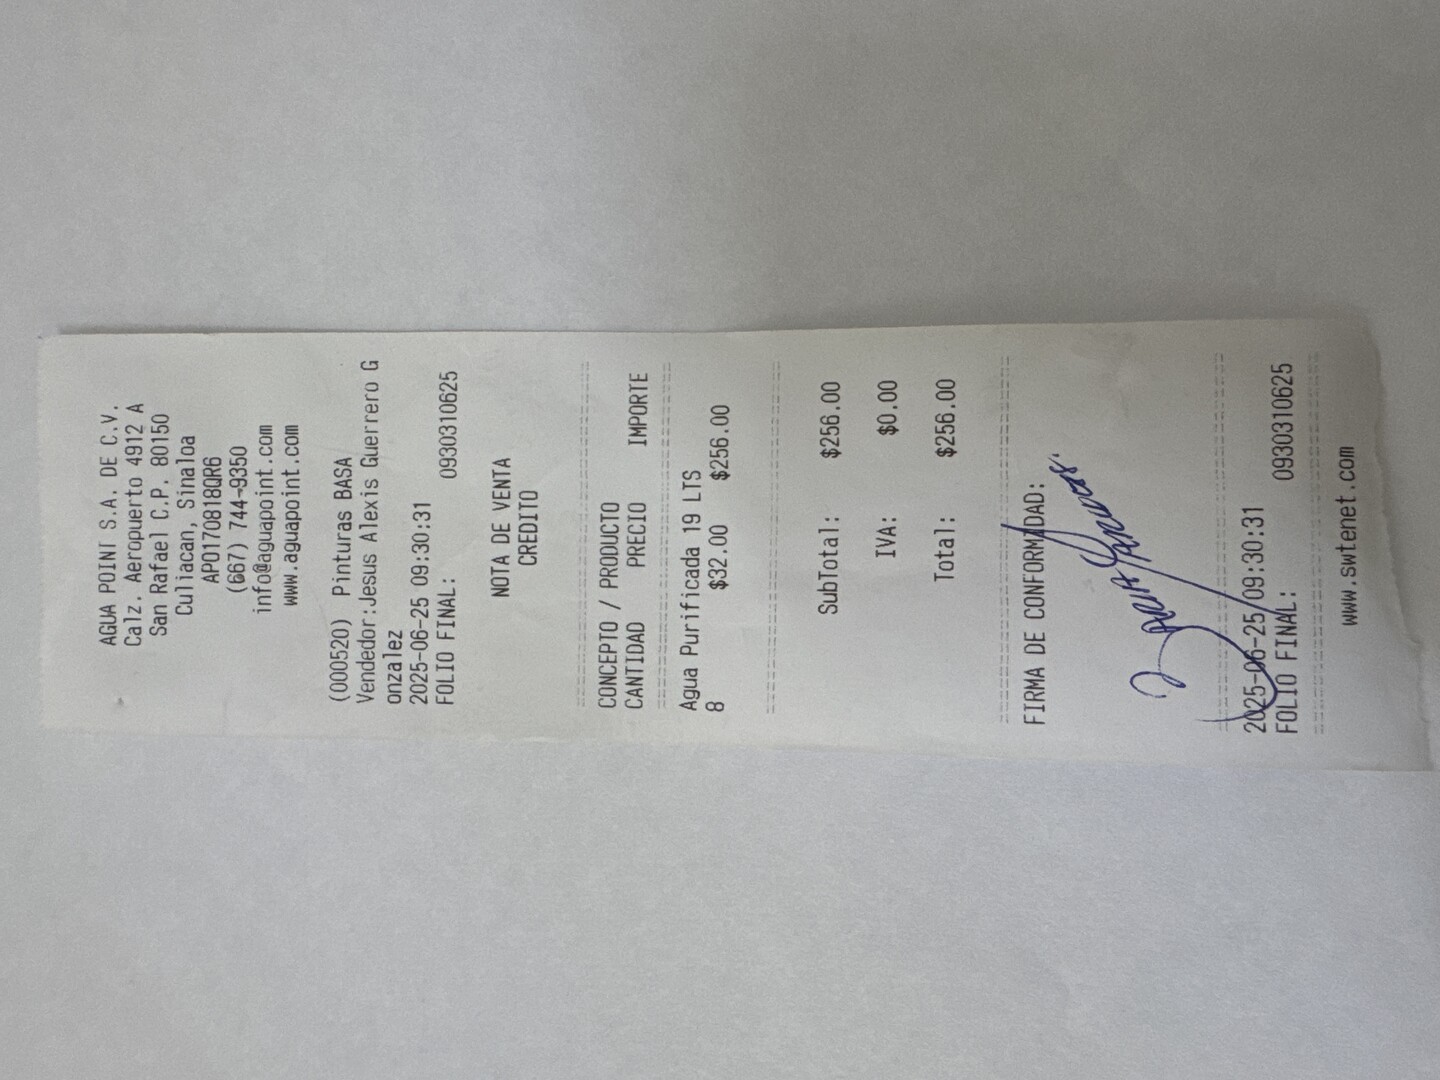 AGUA POINT S.A. DE C.V.
Calz. Aeropuerto 4912 A
San Rafael C.P. 80150
Culiacan, Sinaloa
APO170818QR6
(667) 744-9350
info@aguapoint.com
www.aguapoint.com
(000520) Pinturas BASA
Vendedor:Jesus Alexis Guerrero G
onzalez
2025-06-25 09:30:31
FOLIO FINAL: 0930310625
NOTA DE VENTA
CREDITO
CONCEPTO / PRODUCTO
CANTIDAD PRECIO IMPORTE
Agua Purificada 19 LTS
8 $32.00 $256.00
SubTotal: $256.00
IVA: $0.00
Total: $256.00
FIRMA DE CONFORMIDAD:
2025-06-25 09:30:31
FOLIO FINAL: 0930310625
www.swtenet.com